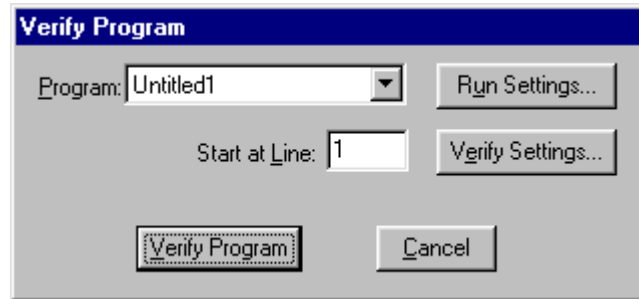 Verify Program
Program: Untitled1 Run Settings...
Start at Line: 1 Verify Settings...
Verify Program Cancel